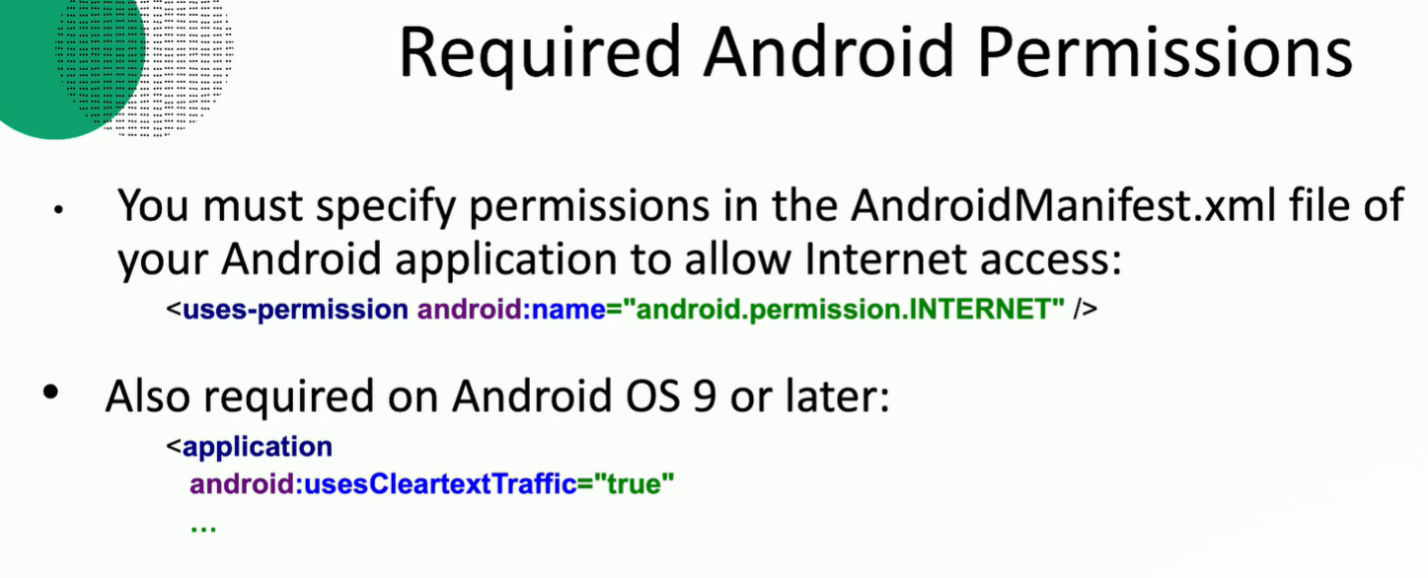 Required Android Permissions
• You must specify permissions in the AndroidManifest.xml file of
your Android application to allow Internet access:
<uses-permission android:name="android.permission.INTERNET" />
• Also required on Android OS 9 or later:
<application
android:usesCleartextTraffic="true"
...